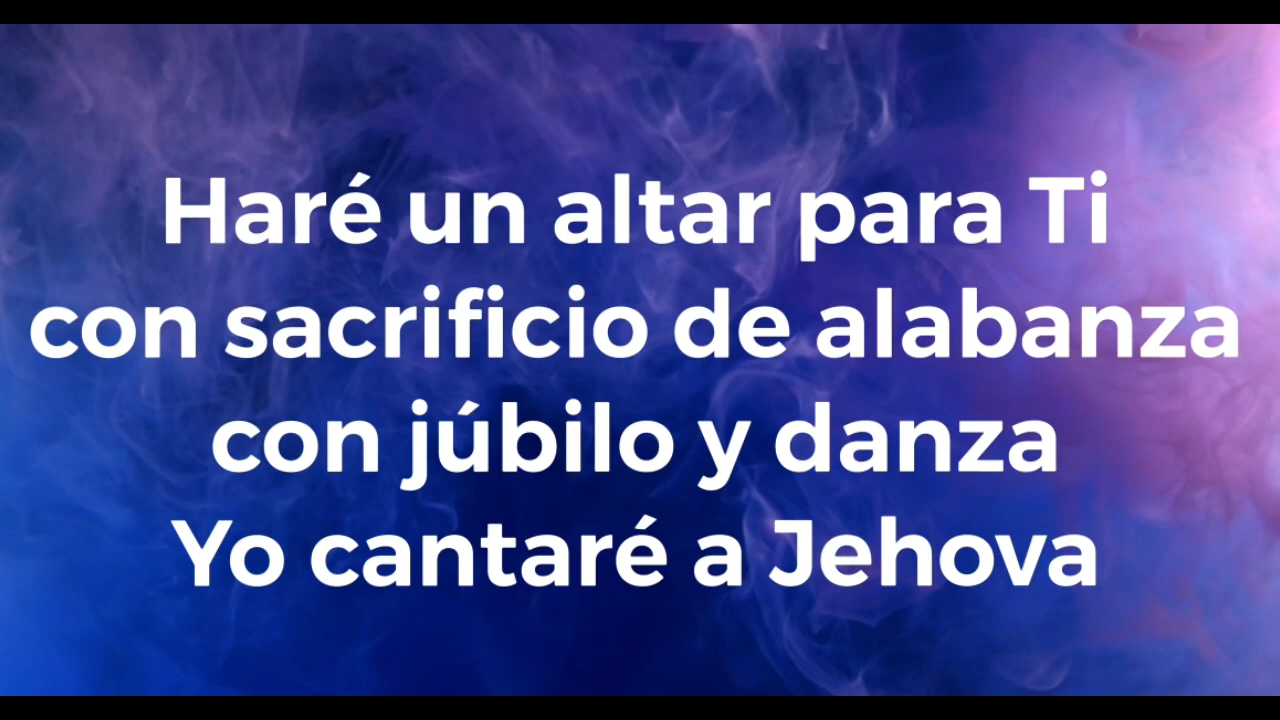 Haré un altar para Ti
con sacrificio de alabanza
con júbilo y danza
Yo cantaré a Jehova